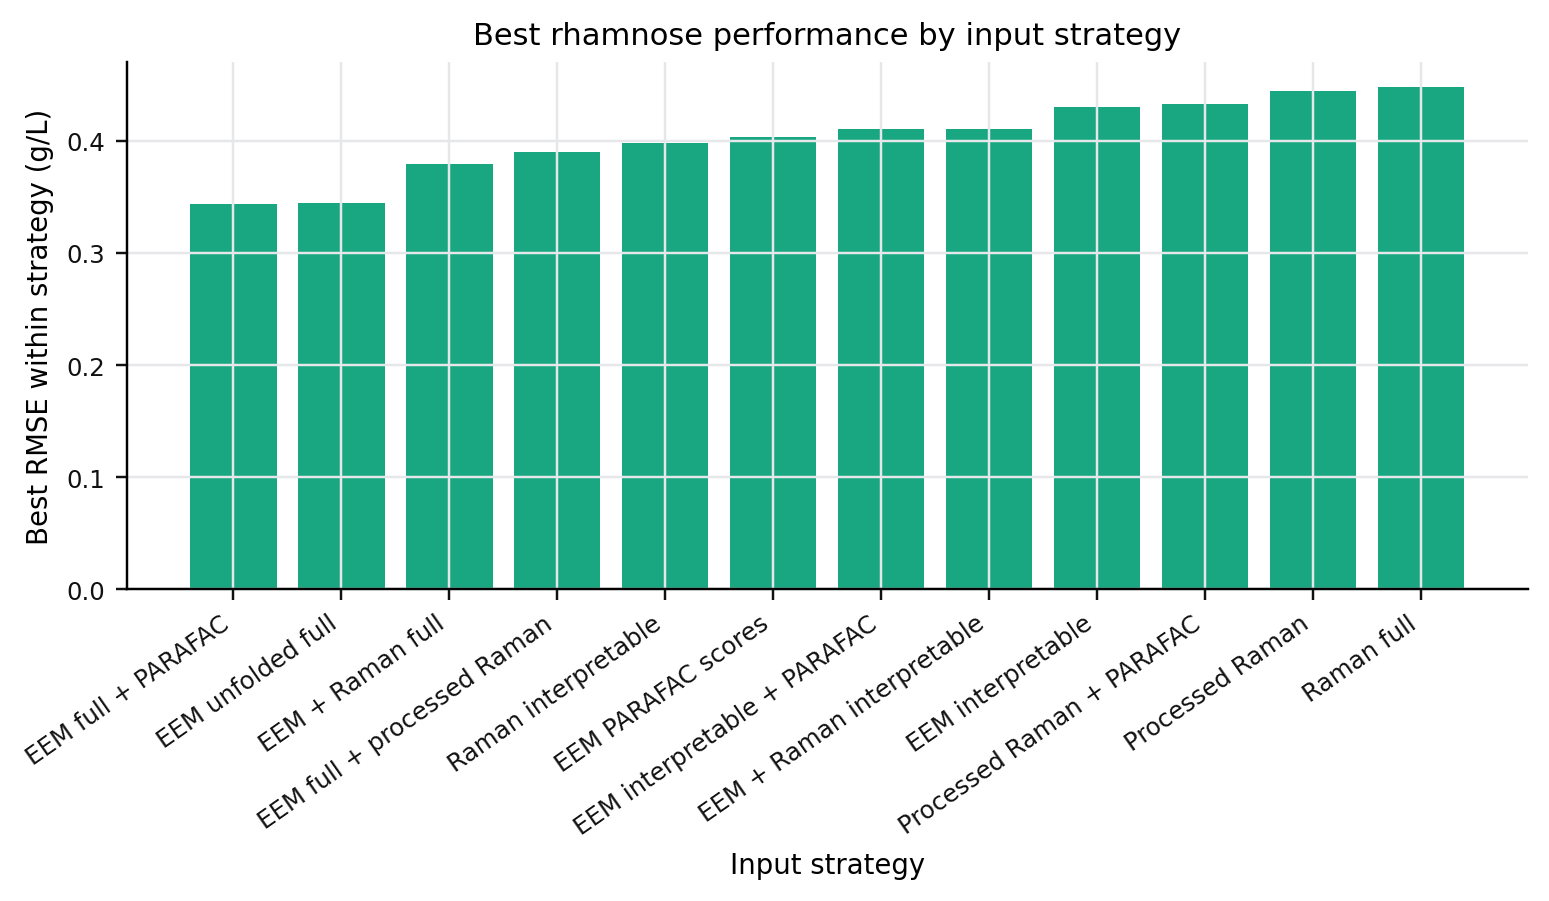 Best rhamnose performance by input strategy
Best RMSE within strategy (g/L)
0.4
0.3
0.2
0.1
0.0
EEM full + PARAFAC
EEM unfolded full
EEM + Raman full
EEM full + processed Raman
Raman interpretable
EEM PARAFAC scores
EEM interpretable + PARAFAC
EEM + Raman interpretable
EEM interpretable
Processed Raman + PARAFAC
Processed Raman
Raman full
Input strategy